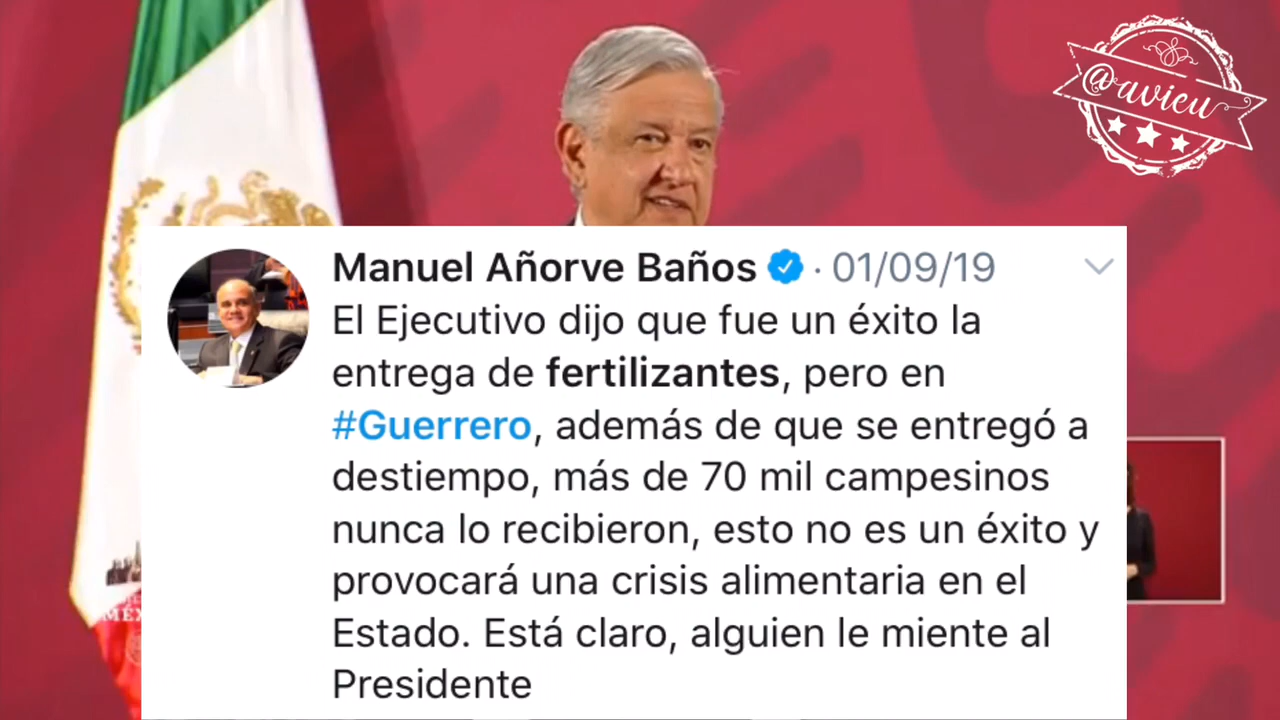 @avieu
Manuel Añorve Baños · 01/09/19
El Ejecutivo dijo que fue un éxito la
entrega de fertilizantes, pero en
#Guerrero, además de que se entregó a
destiempo, más de 70 mil campesinos
nunca lo recibieron, esto no es un éxito y
provocará una crisis alimentaria en el
Estado. Está claro, alguien le miente al
Presidente